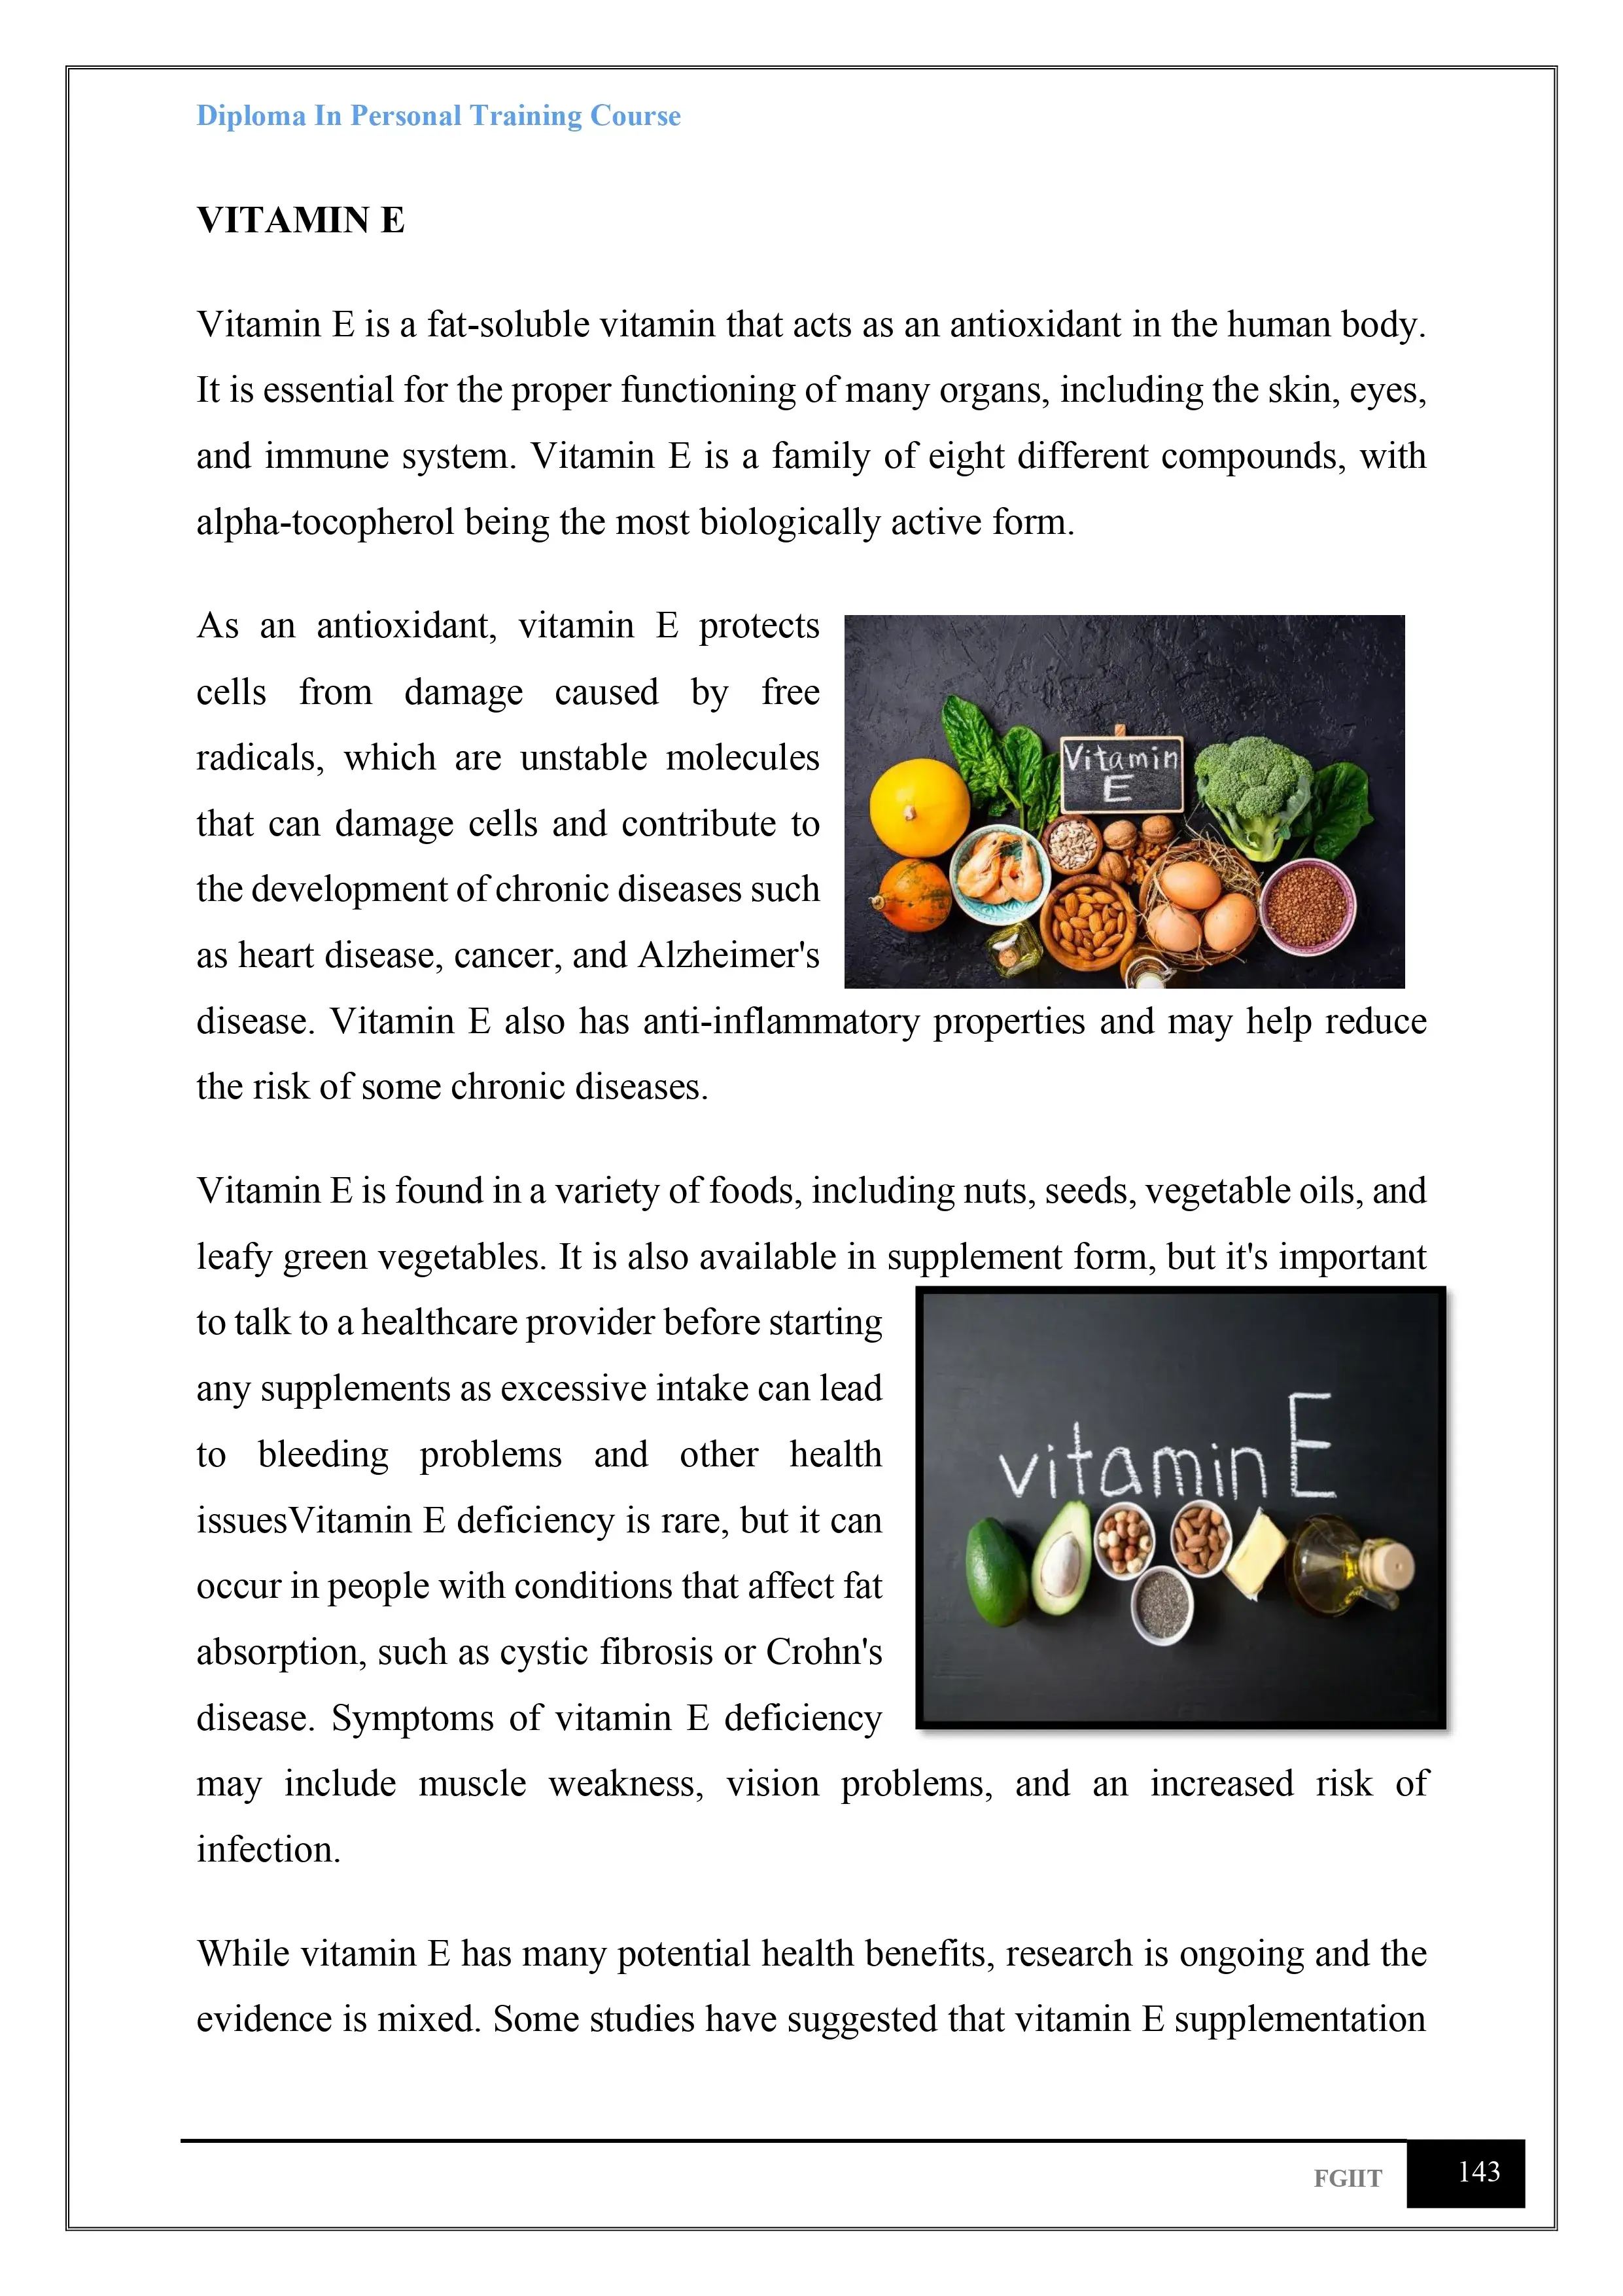 Diploma In Personal Training Course
VITAMIN E
Vitamin E is a fat-soluble vitamin that acts as an antioxidant in the human body.
It is essential for the proper functioning of many organs, including the skin, eyes,
and immune system. Vitamin E is a family of eight different compounds, with
alpha-tocopherol being the most biologically active form.
As an antioxidant, vitamin E protects
cells from damage caused by free
radicals, which are unstable molecules
that can damage cells and contribute to
the development of chronic diseases such
as heart disease, cancer, and Alzheimer's
disease. Vitamin E also has anti-inflammatory properties and may help reduce
the risk of some chronic diseases.
Vitamin
E
Vitamin E is found in a variety of foods, including nuts, seeds, vegetable oils, and
leafy green vegetables. It is also available in supplement form, but it's important
to talk to a healthcare provider before starting
any supplements as excessive intake can lead
to bleeding problems and other health
issuesVitamin E deficiency is rare, but it can
occur in people with conditions that affect fat
absorption, such as cystic fibrosis or Crohn's
disease. Symptoms of vitamin E deficiency
may include muscle weakness, vision problems, and an increased risk of
infection.
vitamin E
While vitamin E has many potential health benefits, research is ongoing and the
evidence is mixed. Some studies have suggested that vitamin E supplementation
FGIIT
143